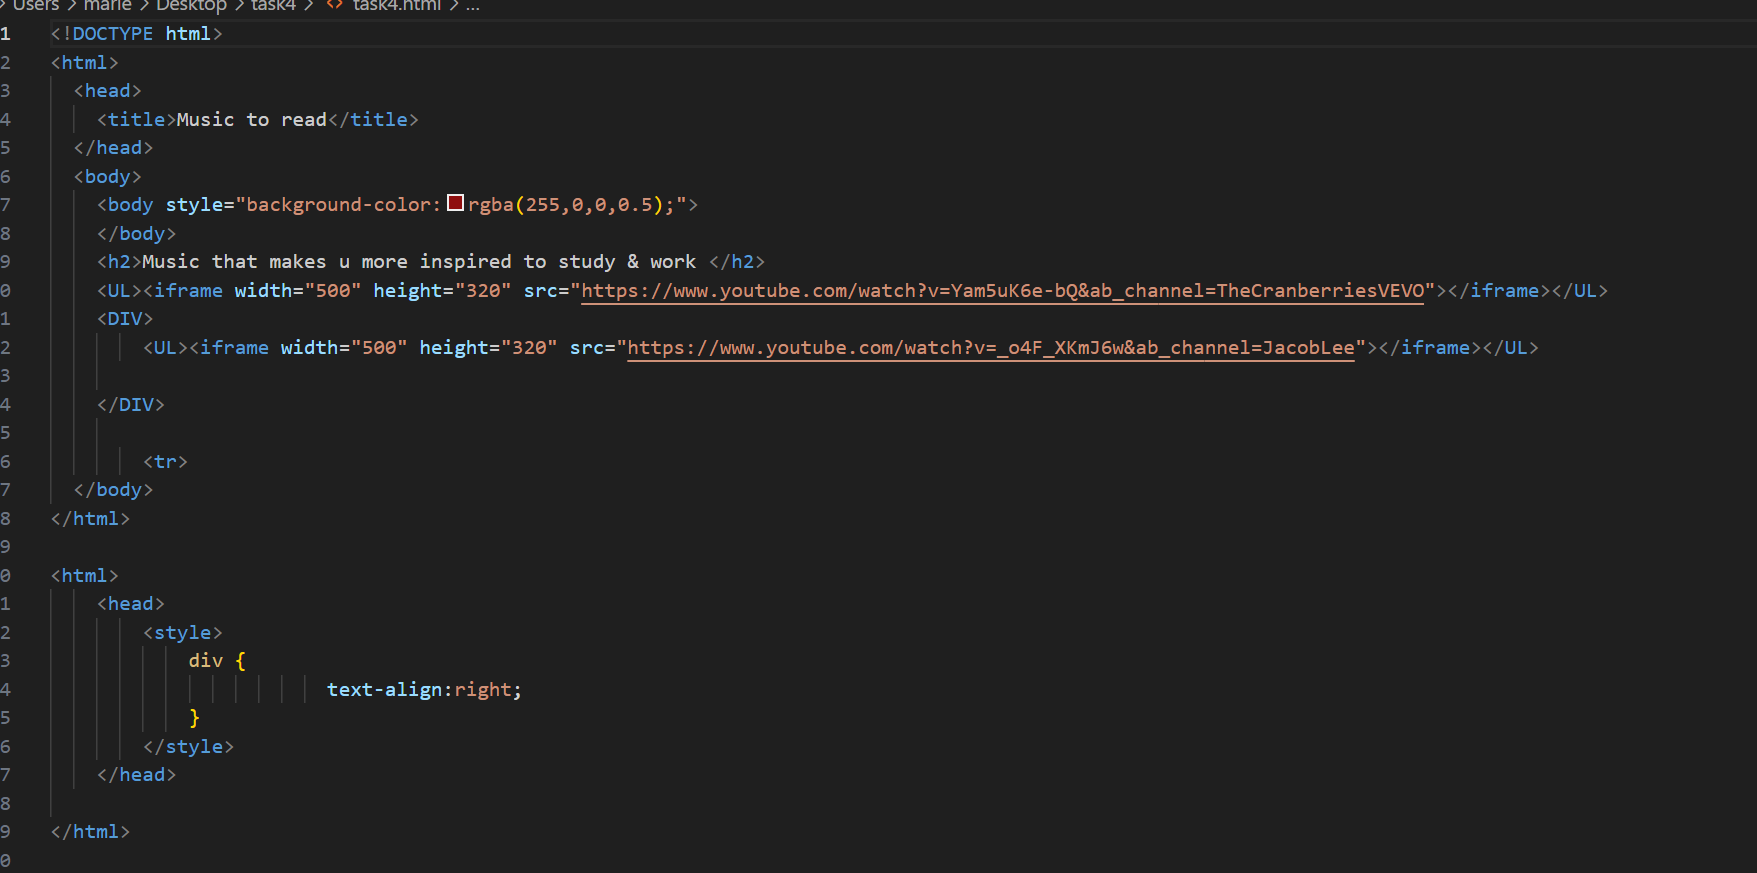 Users > marie > Desktop > task4 > <> task4.html > ...
1 <!DOCTYPE html>
2 <html>
3 <head>
4 <title>Music to read</title>
5 </head>
6 <body>
7 <body style="background-color: rgba(255,0,0,0.5);">
8 </body>
9 <h2>Music that makes u more inspired to study & work </h2>
0 <UL><iframe width="500" height="320" src="https://www.youtube.com/watch?v=Yam5uK6e-bQ&ab_channel=TheCranberriesVEVO"></iframe></UL>
1 <DIV>
2 <UL><iframe width="500" height="320" src="https://www.youtube.com/watch?v=_o4F_XKmJ6w&ab_channel=JacobLee"></iframe></UL>
3
4 </DIV>
5
6 <tr>
7 </body>
8 </html>
9
0 <html>
1 <head>
2 <style>
3 div {
4 text-align:right;
5 }
6 </style>
7 </head>
8
9 </html>
0